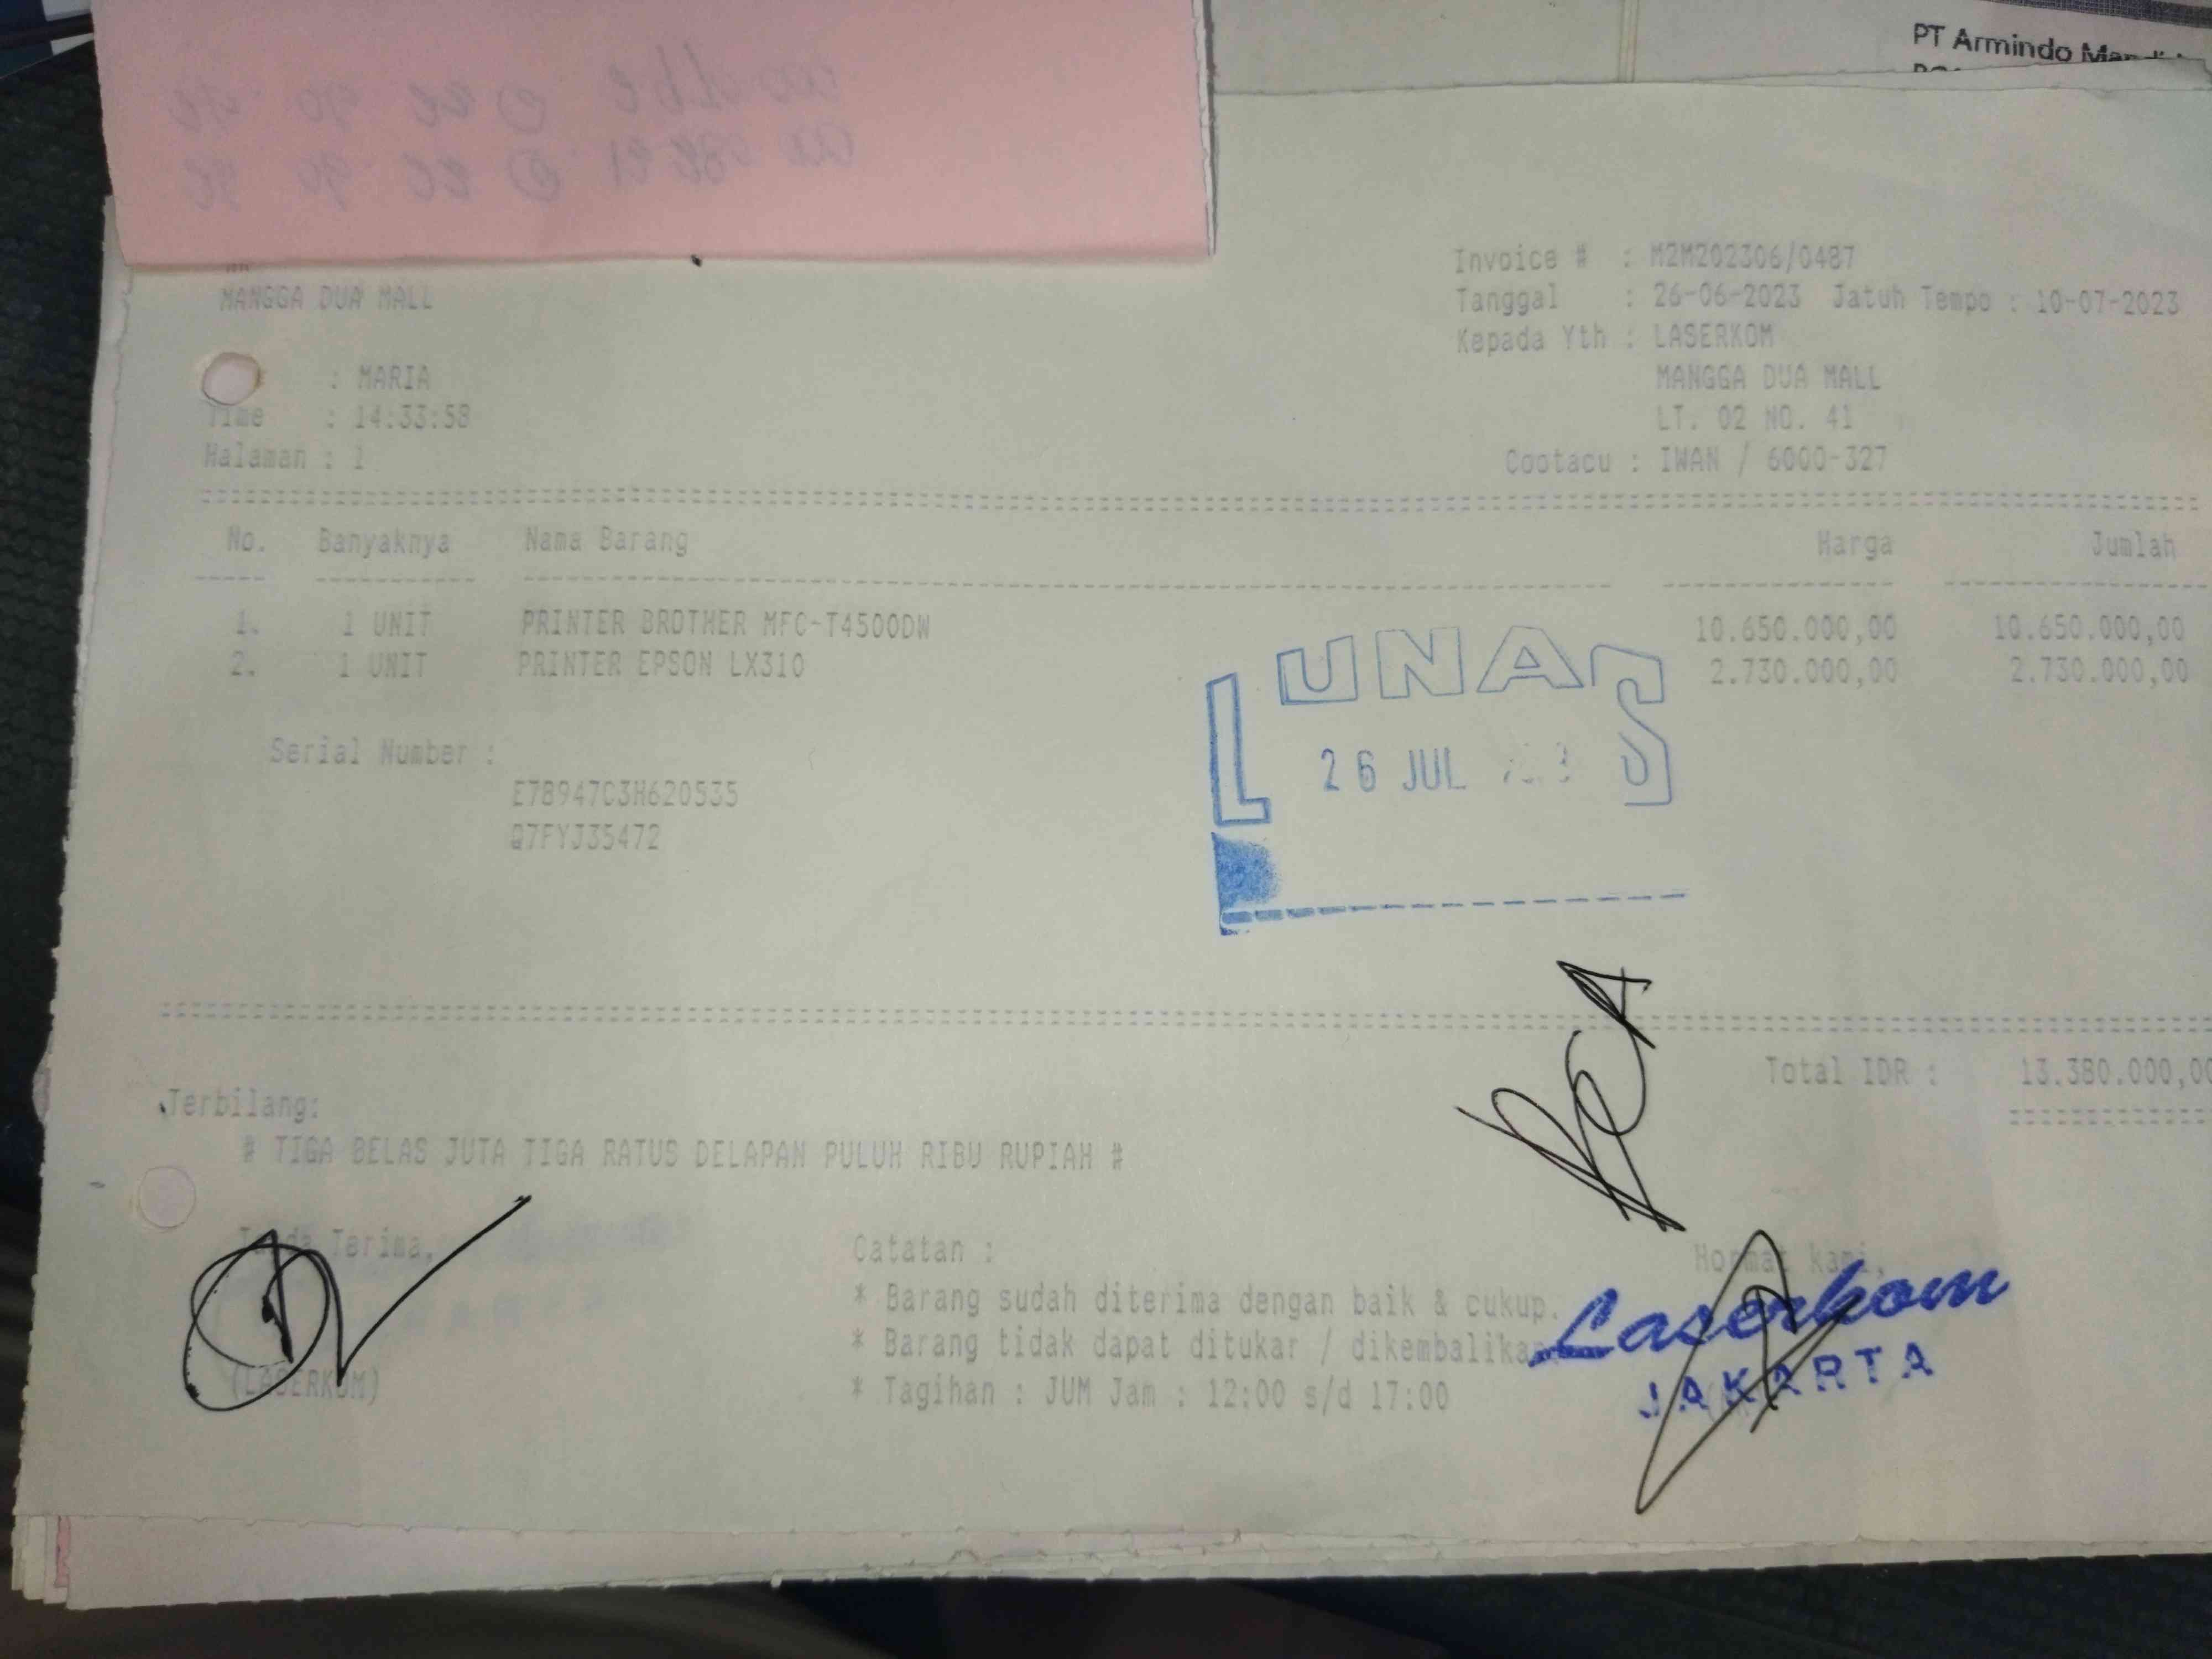 PT Armindo
MANGGA DUA MALL
: MARIA
Time : 14:33:58
Halaman : 1
Invoice # : M2M202306/0487
Tanggal : 26-06-2023 Jatuh Tempo : 10-07-2023
Kepada Yth : LASERKOM
MANGGA DUA MALL
LT. 02 NO. 41
Cootacu : IWAN / 6000-327
No. Banyaknya Nama Barang Harga Jumlah
1. 1 UNIT PRINTER BROTHER MFC-T4500DW 10.650.000,00 10.650.000,00
2. 1 UNIT PRINTER EPSON LX310 2.730.000,00 2.730.000,00
LUNAS
26 JUL
Serial Number :
E78947C3H620535
Q7FYJ35472
BCA
Total IDR : 13.380.000,00
Terbilang:
# TIGA BELAS JUTA TIGA RATUS DELAPAN PULUH RIBU RUPIAH #
Tanda Terima,
(LASERKOM)
Catatan :
* Barang sudah diterima dengan baik & cukup.
* Barang tidak dapat ditukar / dikembalikan
* Tagihan : JUM Jam : 12:00 s/d 17:00
Hormat kami,
Laserkom
JAKARTA